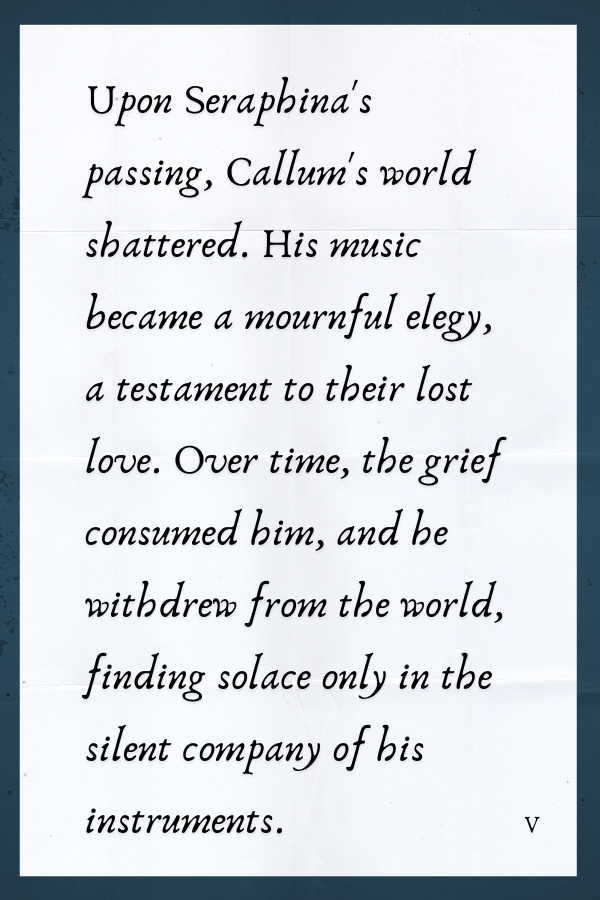 Upon Seraphina's
passing, Callum's world
shattered. His music
became a mournful elegy,
a testament to their lost
love. Over time, the grief
consumed him, and he
withdrew from the world,
finding solace only in the
silent company of his
instruments.
V